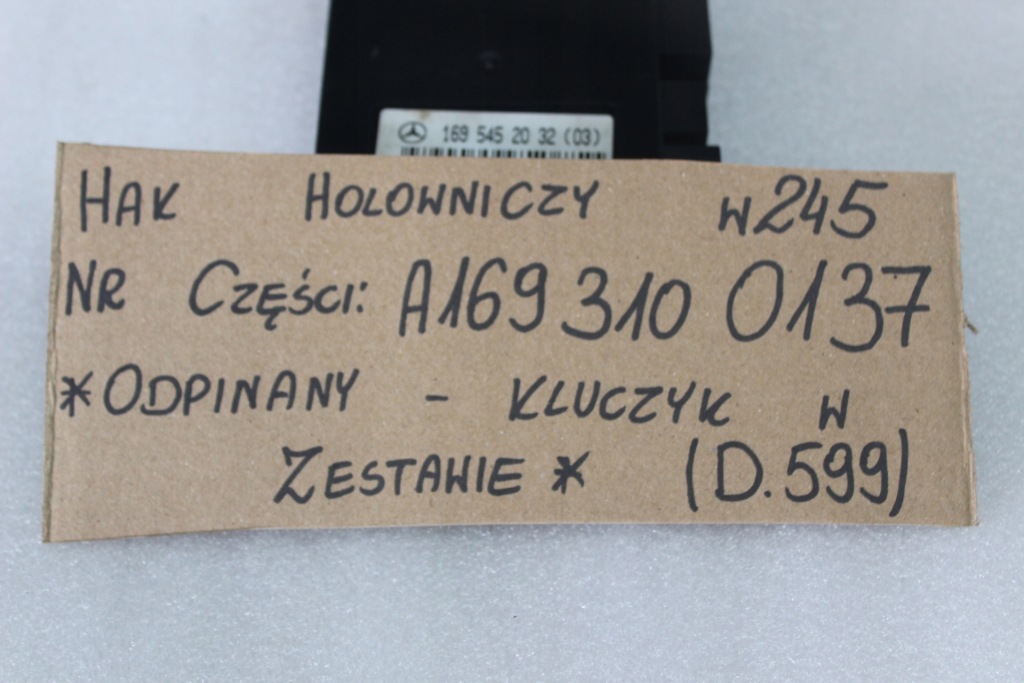 169 545 20 32 (03)
HAK HOLOWNICZY W245
NR CZĘŚCI: A169 310 0137
*ODPINANY - KLUCZYK W
ZESTAWIE * (D.599)